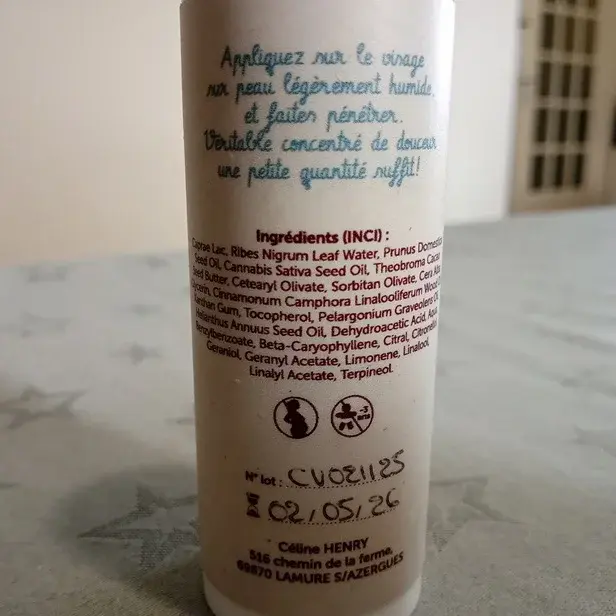 Appliquez sur le visage
sur peau légèrement humide,
et faites pénétrer.
Véritable concentré de douceur
une petite quantité suffit!
Ingrédients (INCI) :
Caprae Lac, Ribes Nigrum Leaf Water, Prunus Domestica
Seed Oil, Cannabis Sativa Seed Oil, Theobroma Cacao
Seed Butter, Cetearyl Olivate, Sorbitan Olivate, Cera Alba
Glycerin, Cinnamomum Camphora Linalooliferum Wood O
Xanthan Gum, Tocopherol, Pelargonium Graveolens Oil,
Helianthus Annuus Seed Oil, Dehydroacetic Acid, Aqua,
Benzylbenzoate, Beta-Caryophyllene, Citral, Citronellol,
Geraniol, Geranyl Acetate, Limonene, Linalool,
Linalyl Acetate, Terpineol.
-3
ans
N° lot : CV021125
02/05/26
Céline HENRY
516 chemin de la ferme,
69870 LAMURE S/AZERGUES